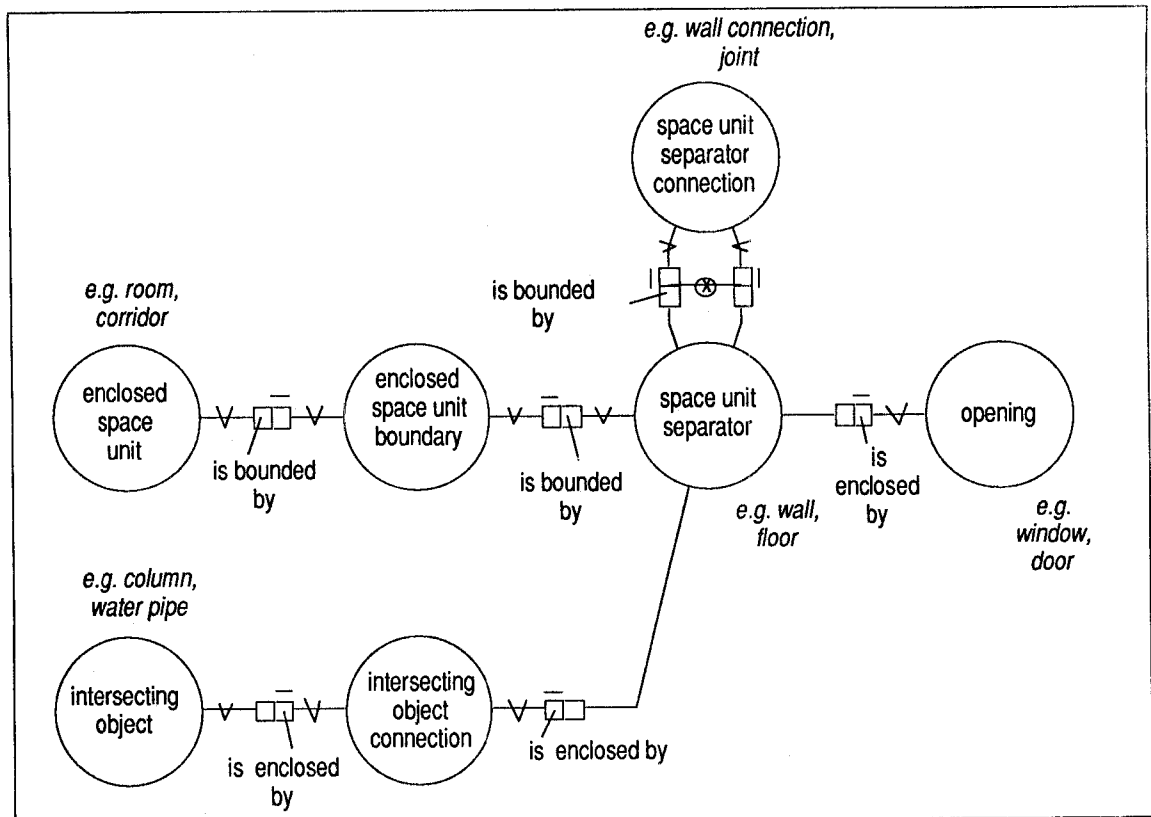 e.g. wall connection,
joint
space unit
separator
connection
is bounded
by
e.g. room,
corridor
enclosed
space
unit
is bounded
by
enclosed
space unit
boundary
is bounded
by
space unit
separator
e.g. wall,
floor
is
enclosed
by
opening
e.g.
window,
door
e.g. column,
water pipe
intersecting
object
is enclosed
by
intersecting
object
connection
is enclosed by